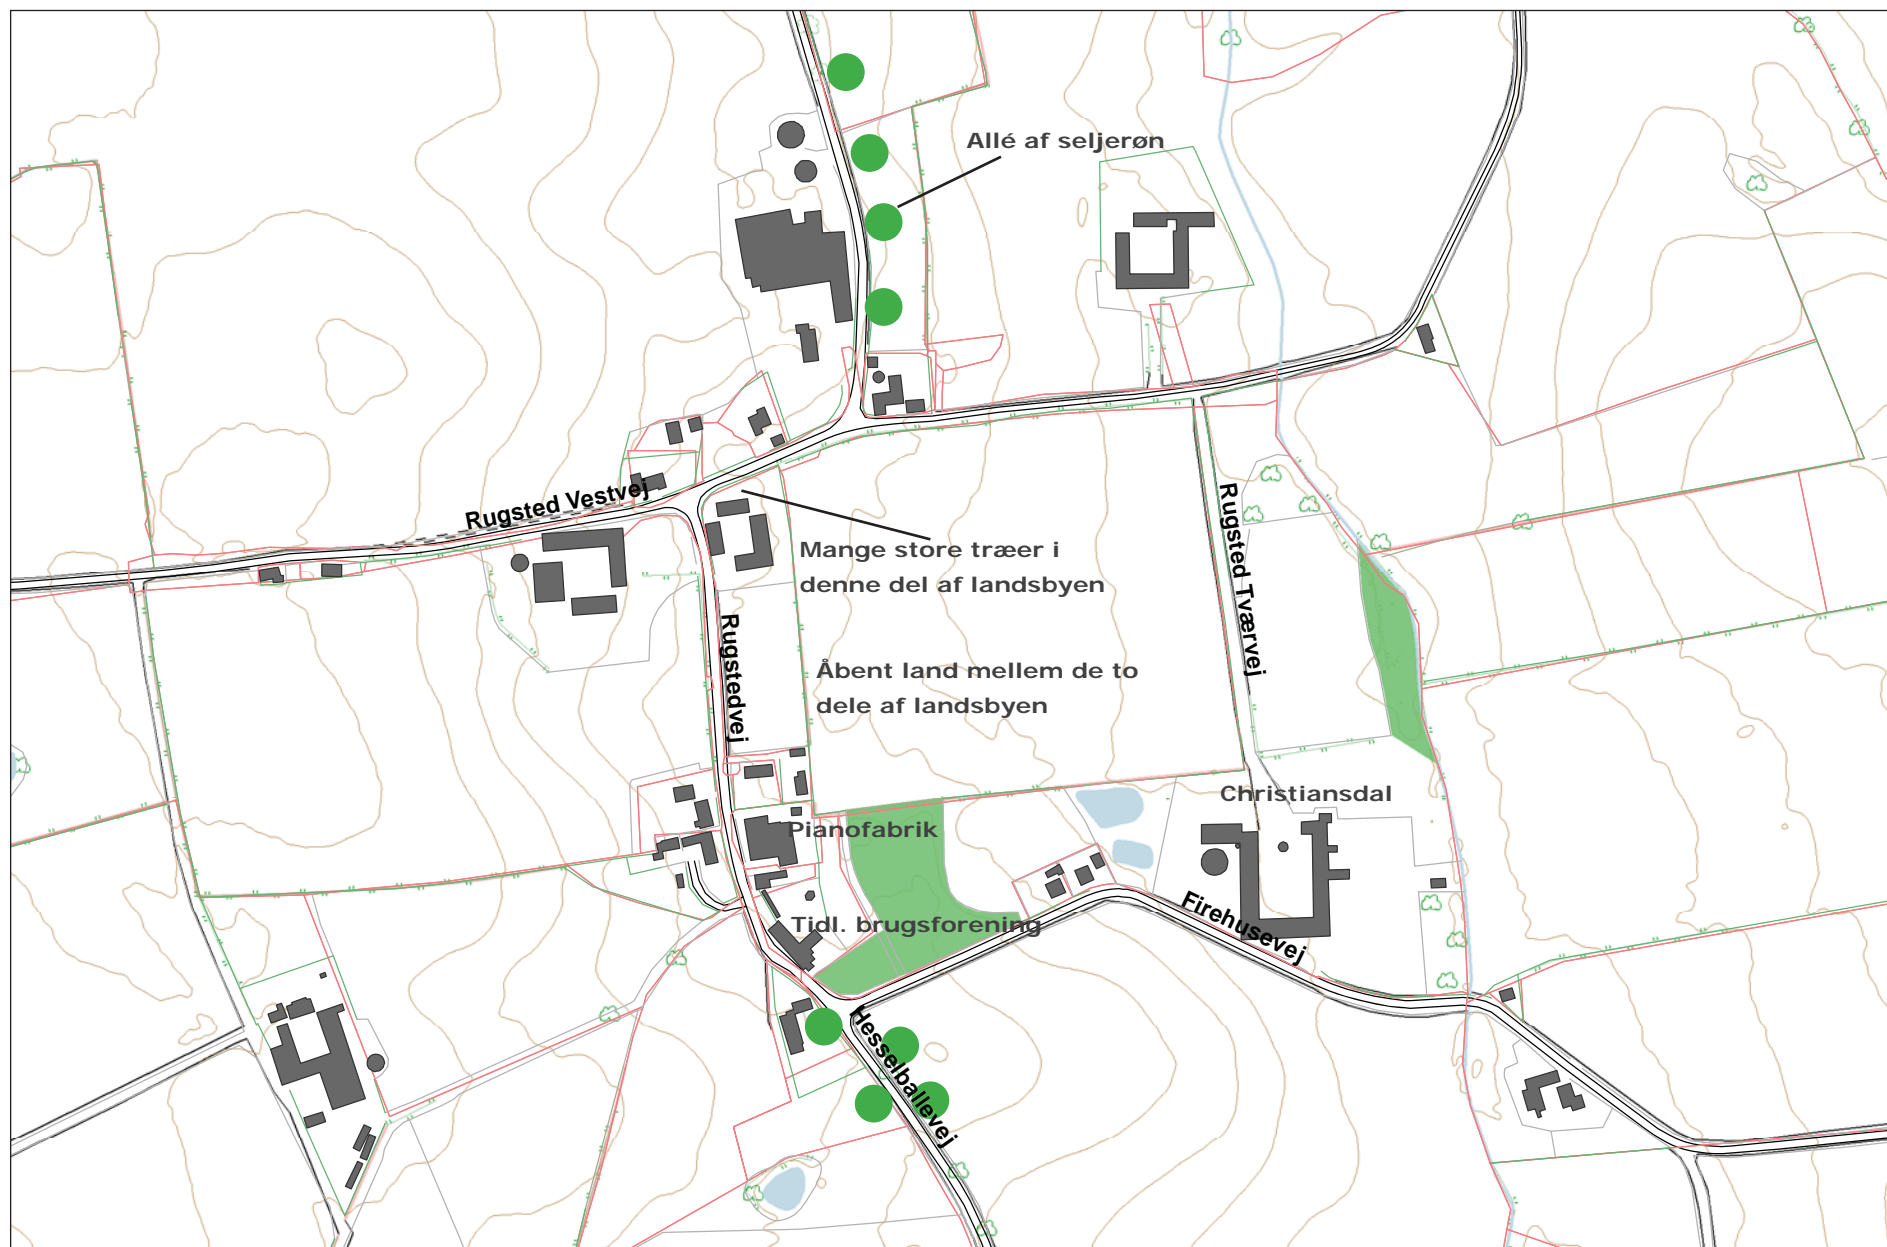 Allé af seljerøn
Rugsted Vestvej
Rugsted Tværvej
Mange store træer i
denne del af landsbyen
Rugstedvej
Åbent land mellem de to
dele af landsbyen
Christiansdal
Pianofabrik
Firehusevej
Tidl. brugsforening
Hesselballevej